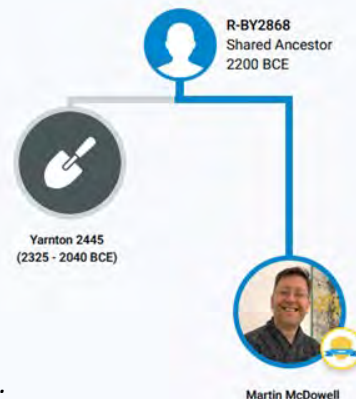 R-BY2868
Shared Ancestor
2200 BCE
Yarnton 2445
(2325 - 2040 BCE)
Martin McDowell
.